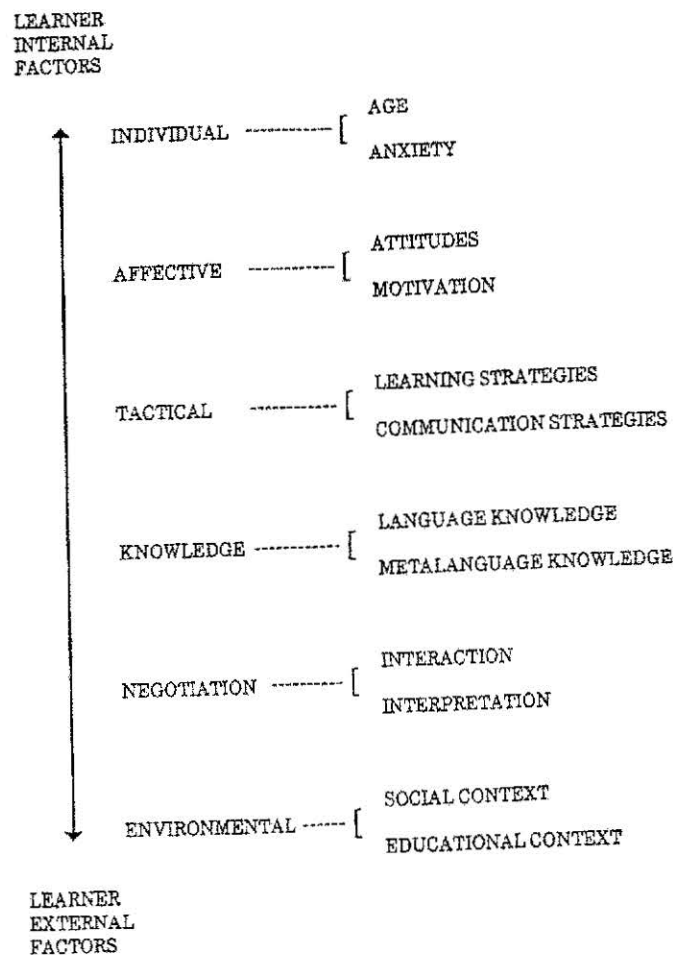 LEARNER
INTERNAL
FACTORS
AGE
INDIVIDUAL ---------- [
ANXIETY
ATTITUDES
AFFECTIVE ---------- [
MOTIVATION
LEARNING STRATEGIES
TACTICAL ---------- [
COMMUNICATION STRATEGIES
LANGUAGE KNOWLEDGE
KNOWLEDGE ---------- [
METALANGUAGE KNOWLEDGE
INTERACTION
NEGOTIATION ---------- [
INTERPRETATION
SOCIAL CONTEXT
ENVIRONMENTAL ------ [
EDUCATIONAL CONTEXT
LEARNER
EXTERNAL
FACTORS